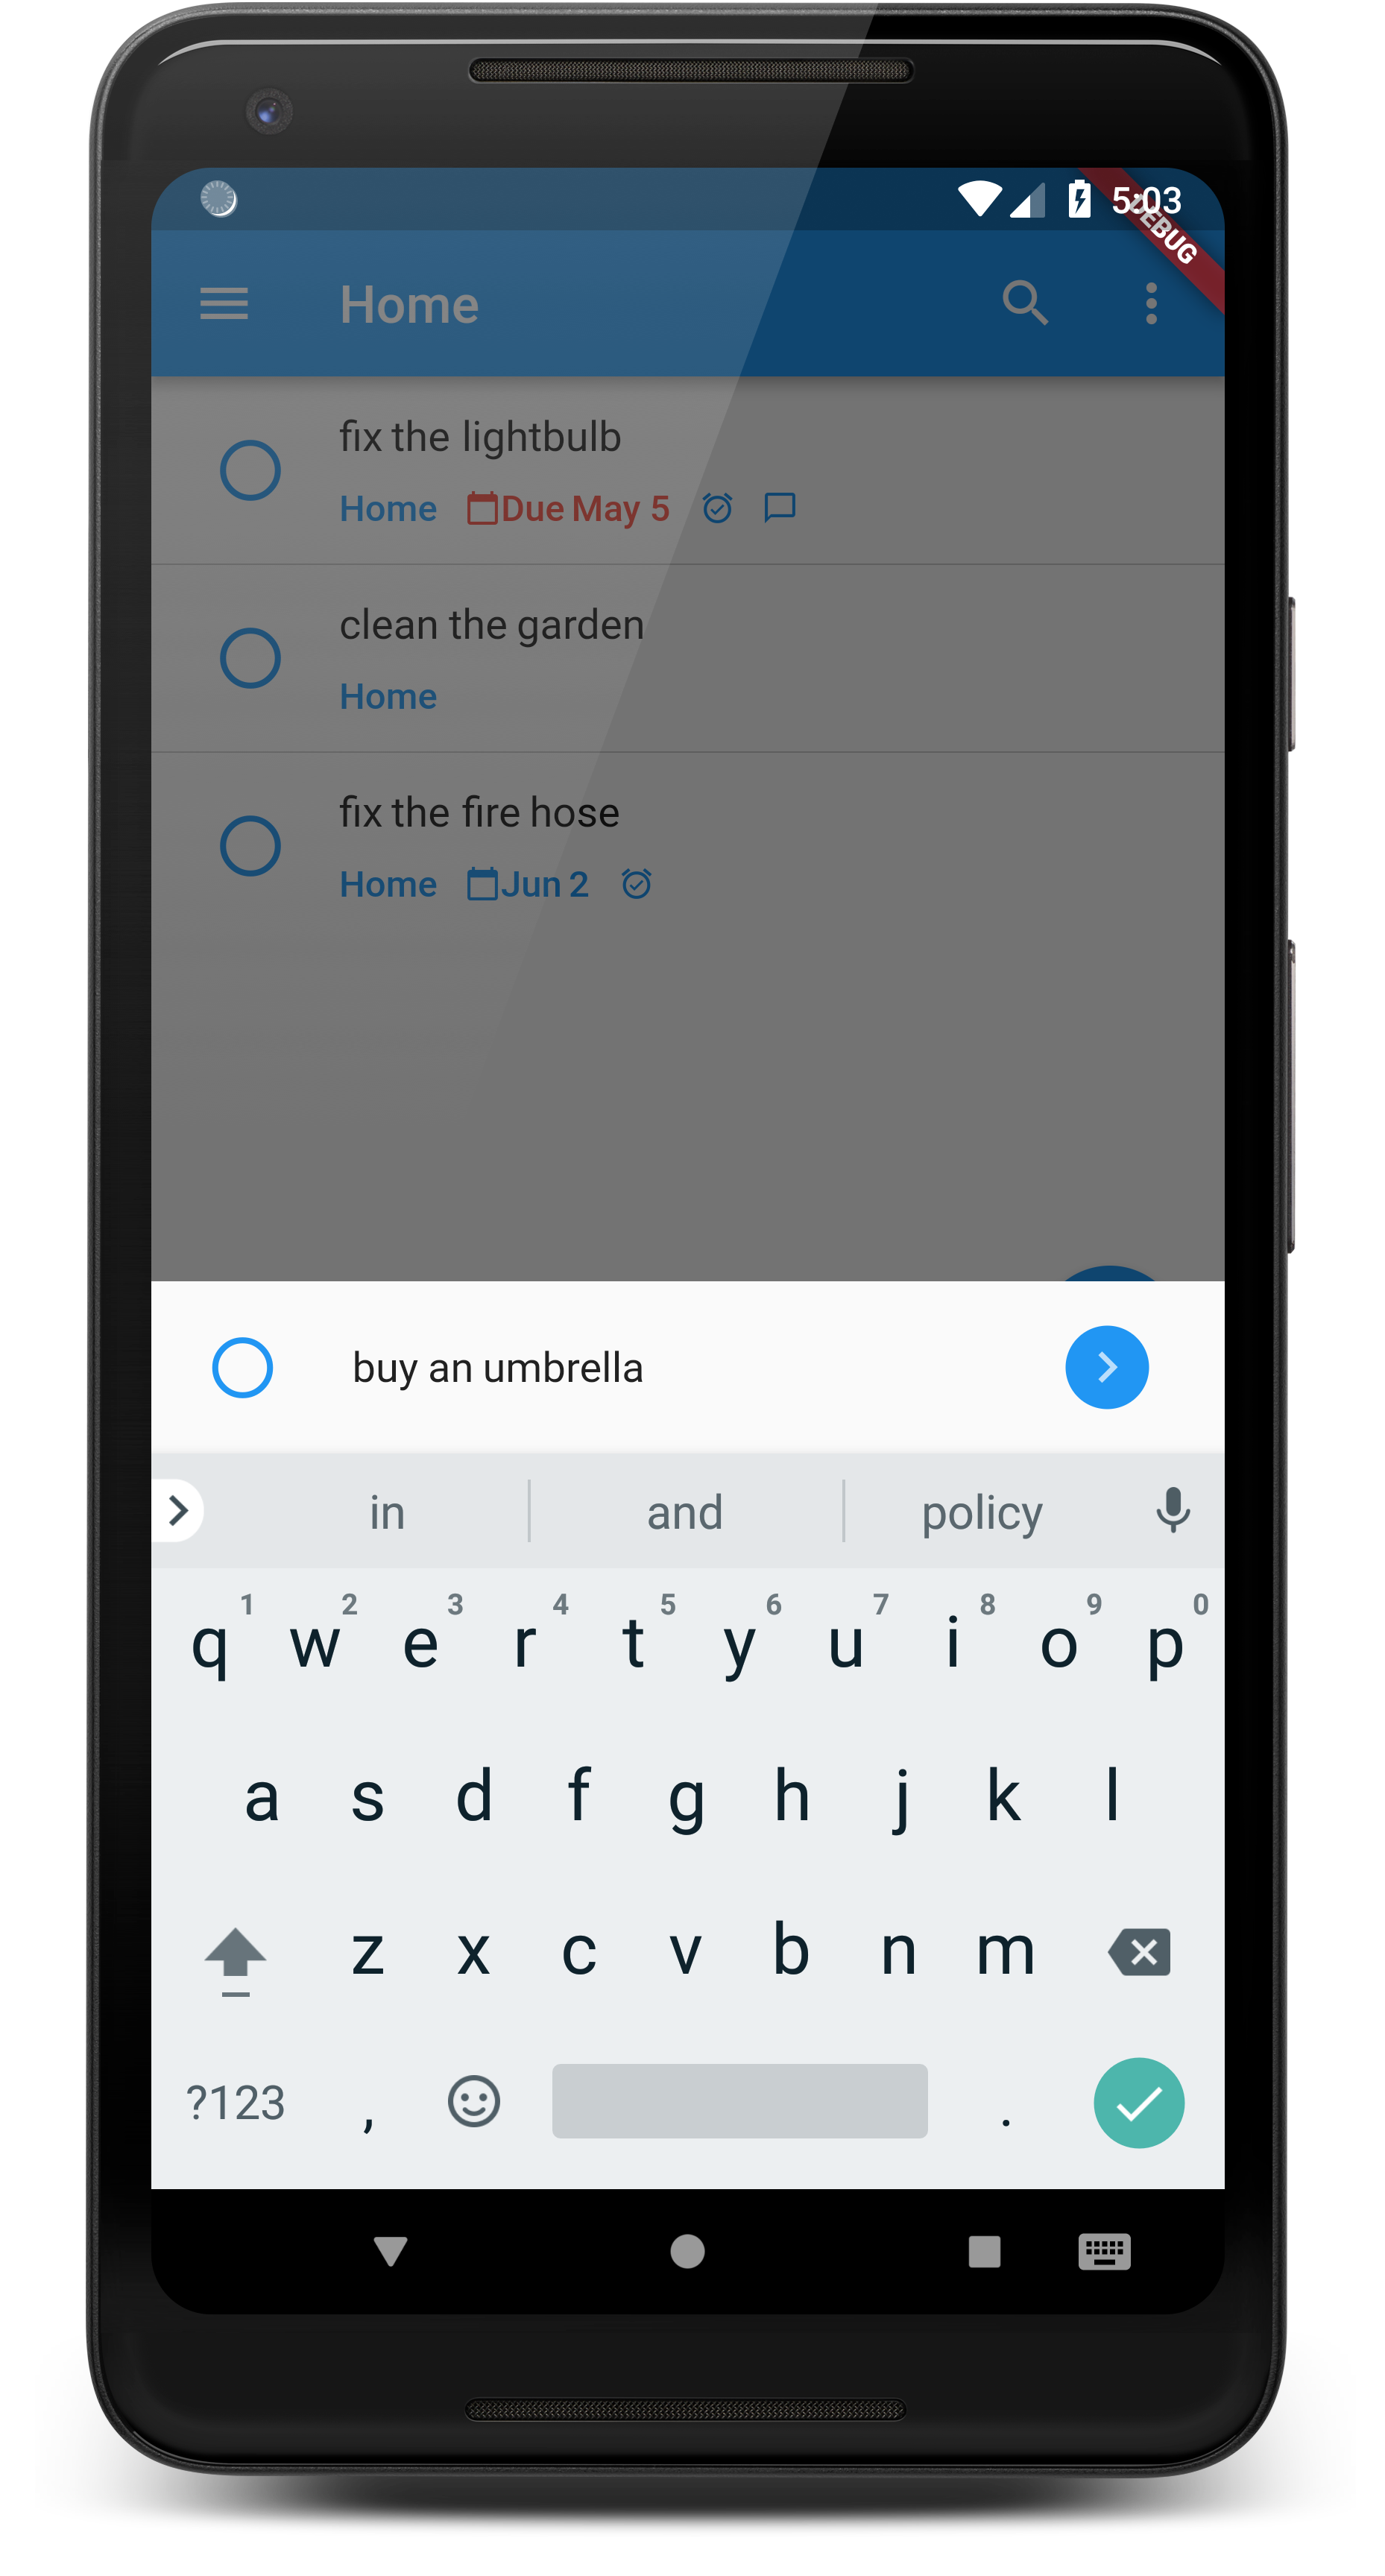 5:03
DEBUG
Home
fix the lightbulb
Home Due May 5
clean the garden
Home
fix the fire hose
Home Jun 2
buy an umbrella
in and policy
1 2 3 4 5 6 7 8 9 0
q w e r t y u i o p
a s d f g h j k l
z x c v b n m
?123 , .